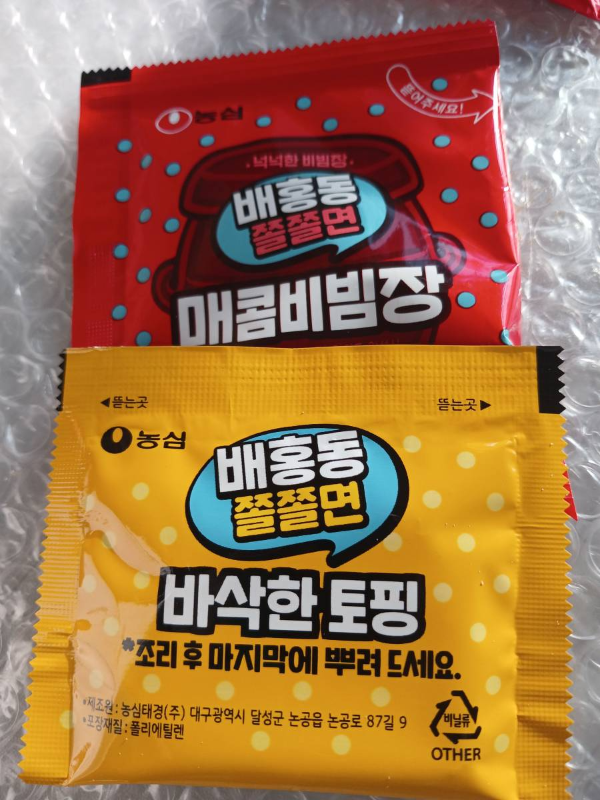 농심
뜯어주세요!
넉넉한 비빔장
배홍동
쫄쫄면
매콤비빔장
◀뜯는곳
뜯는곳▶
농심
배홍동
쫄쫄면
바삭한 토핑
*조리 후 마지막에 뿌려 드세요.
*제조원 : 농심태경(주) 대구광역시 달성군 논공읍 논공로 87길 9
*포장재질 : 폴리에틸렌
비닐류
OTHER